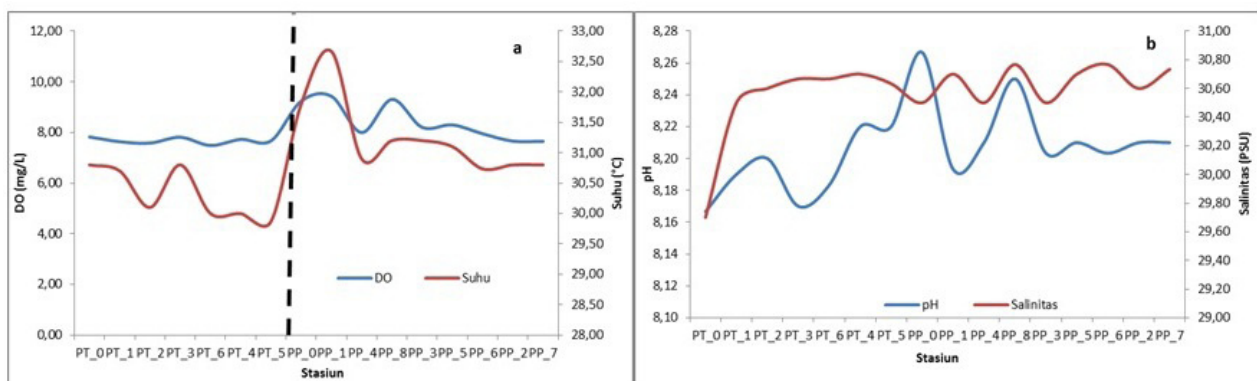 a
12,00
10,00
8,00
6,00
4,00
2,00
0,00
DO (mg/L)
33,00
32,50
32,00
31,50
31,00
30,50
30,00
29,50
29,00
28,50
28,00
Suhu (°C)
DO
Suhu
PT_0 PT_1 PT_2 PT_3 PT_6 PT_4 PT_5 PP_0 PP_1 PP_4 PP_8 PP_3 PP_5 PP_6 PP_2 PP_7
Stasiun
b
8,28
8,26
8,24
8,22
8,20
8,18
8,16
8,14
8,12
8,10
pH
31,00
30,80
30,60
30,40
30,20
30,00
29,80
29,60
29,40
29,20
29,00
Salinitas (PSU)
pH
Salinitas
PT_0 PT_1 PT_2 PT_3 PT_6 PT_4 PT_5 PP_0 PP_1 PP_4 PP_8 PP_3 PP_5 PP_6 PP_2 PP_7
Stasiun